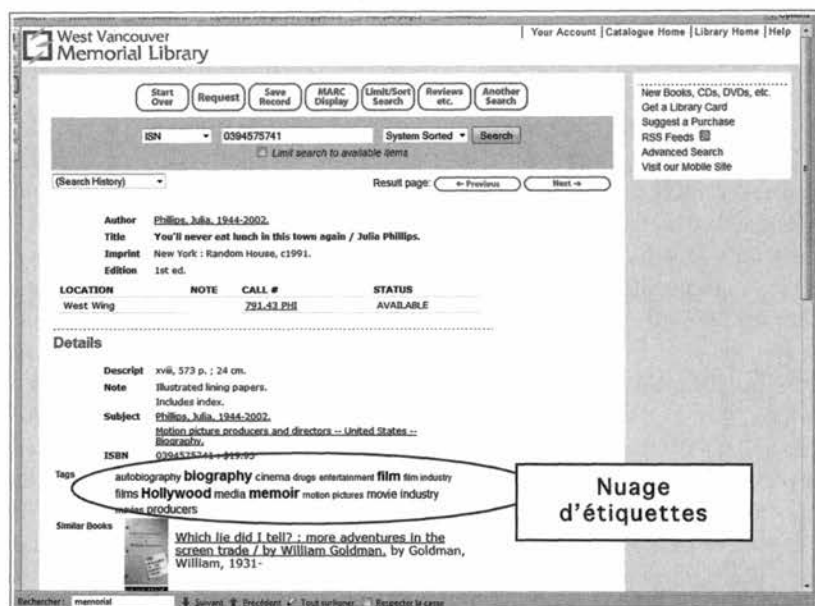 West Vancouver
Memorial Library
| Your Account | Catalogue Home | Library Home | Help
Start Over
Request
Save Record
MARC Display
Limit/Sort Search
Reviews etc.
Another Search
ISN 0394575741 System Sorted Search
Limit search to available items
(Search History) Result page: ← Previous Next →
New Books, CDs, DVDs, etc.
Get a Library Card
Suggest a Purchase
RSS Feeds
Advanced Search
Visit our Mobile Site
Author Phillips, Julia, 1944-2002.
Title You'll never eat lunch in this town again / Julia Phillips.
Imprint New York : Random House, c1991.
Edition 1st ed.
LOCATION NOTE CALL # STATUS
West Wing 791.43 PHI AVAILABLE
Details
Descript xviii, 573 p. ; 24 cm.
Note Illustrated lining papers.
Includes index.
Subject Phillips, Julia, 1944-2002.
Motion picture producers and directors -- United States --
Biography.
ISBN 0394575741 : $19.95
Tags autobiography biography cinema drugs entertainment film film industry
films Hollywood media memoir motion pictures movie industry
movies producers
Nuage
d'étiquettes
Similar Books Which lie did I tell? : more adventures in the
screen trade / by William Goldman. by Goldman,
William, 1931-
Rechercher : memorial Suivant Précédent Tout surligner Respecter la casse